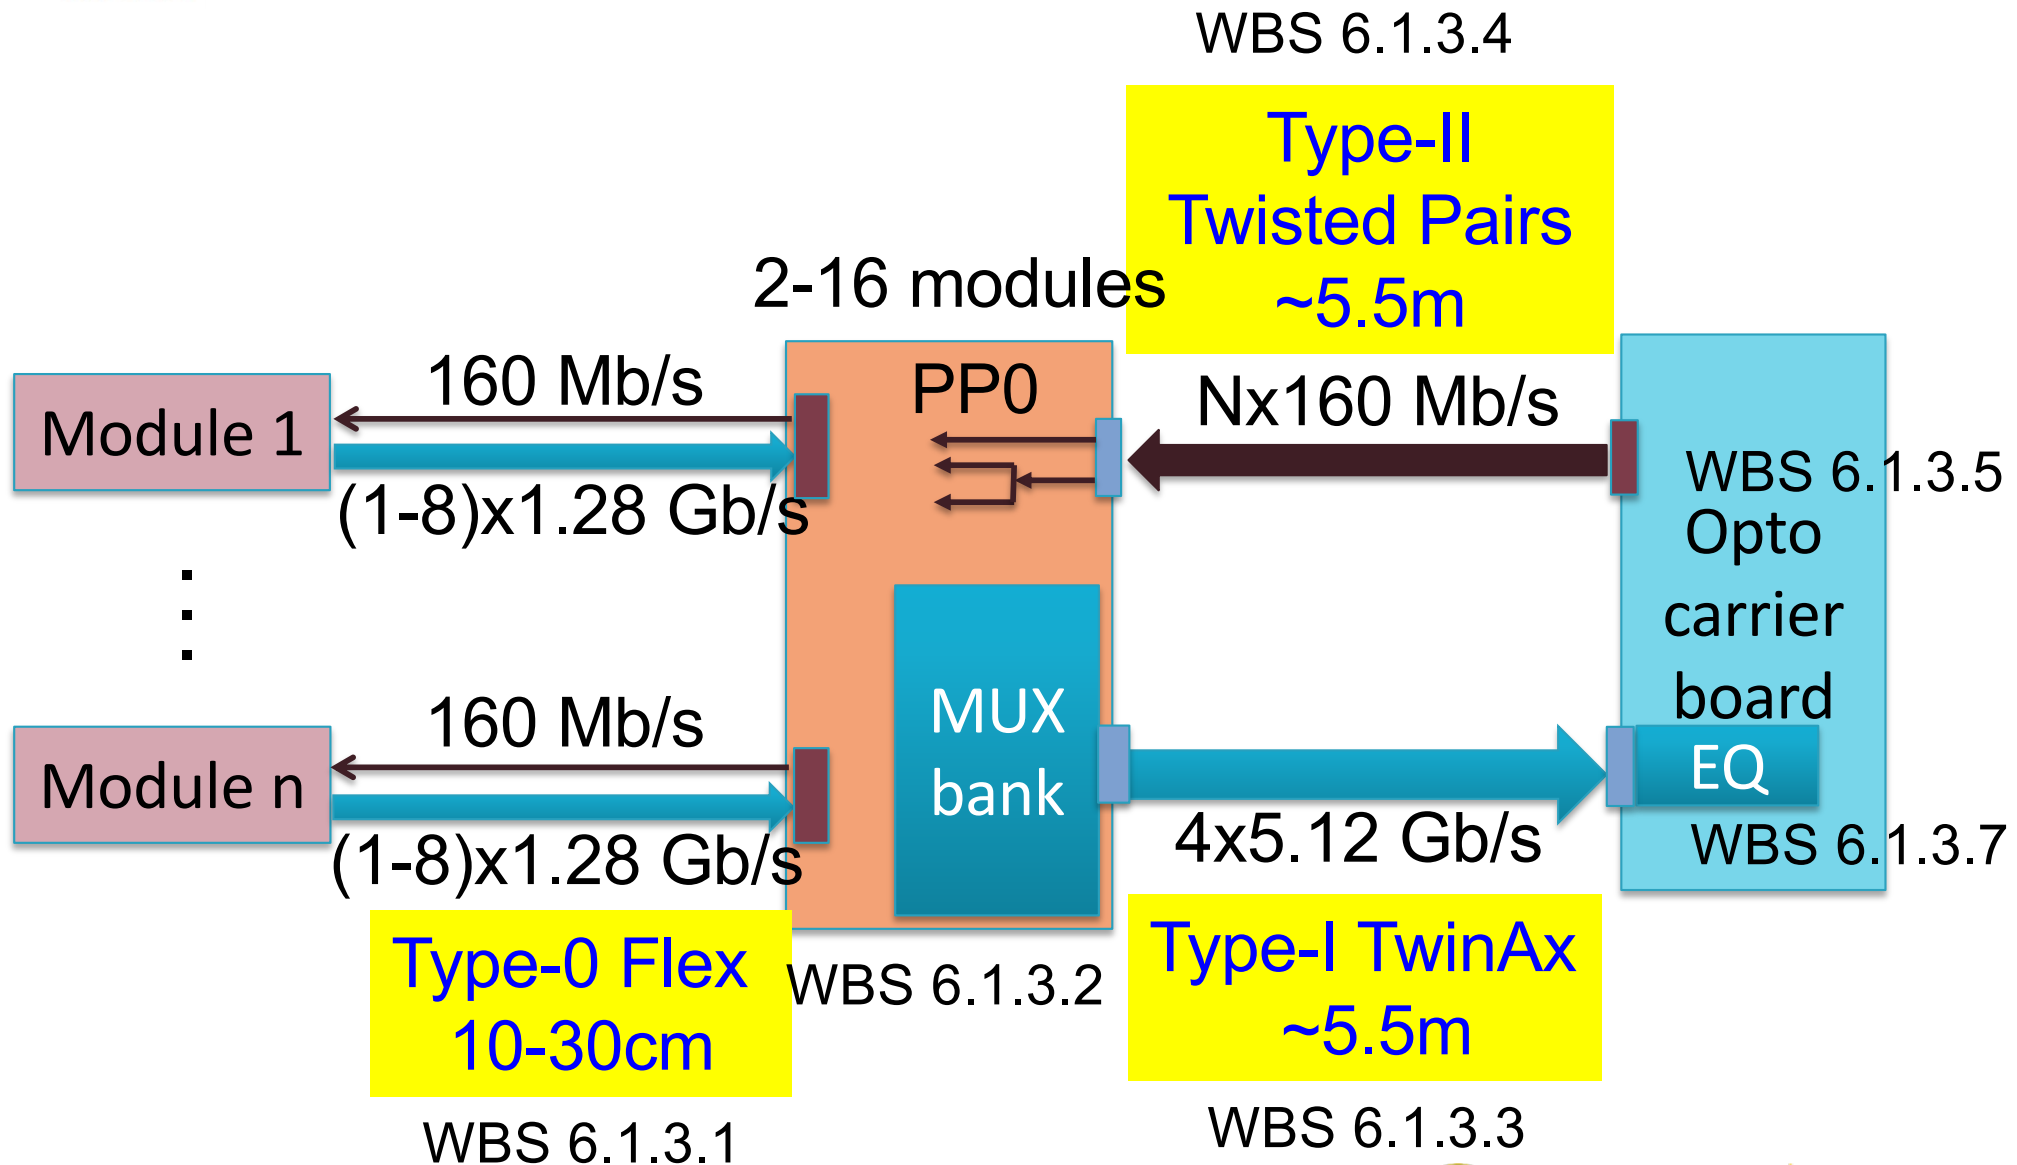 WBS 6.1.3.4
Type-II
Twisted Pairs
~5.5m
2-16 modules
160 Mb/s
PP0
Nx160 Mb/s
Module 1
WBS 6.1.3.5
(1-8)x1.28 Gb/s
Opto
carrier
board
160 Mb/s
MUX
bank
Module n
EQ
4x5.12 Gb/s
WBS 6.1.3.7
(1-8)x1.28 Gb/s
Type-0 Flex
10-30cm
WBS 6.1.3.2
Type-I TwinAx
~5.5m
WBS 6.1.3.1
WBS 6.1.3.3